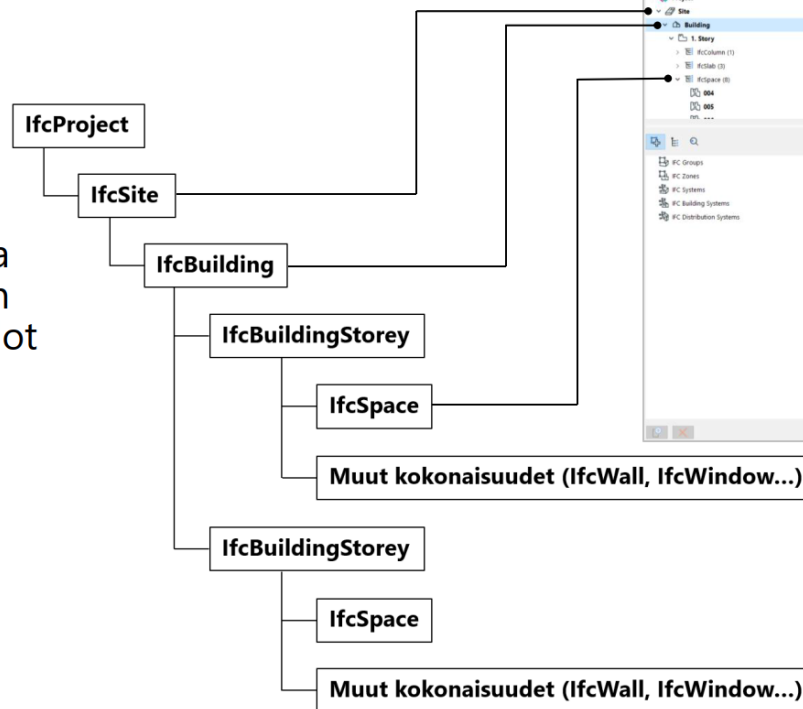 Site
Building
1. Story
IfcColumn (1)
IfcSlab (3)
IfcSpace (8)
004
005
IFC Groups
IFC Zones
IFC Systems
IFC Building Systems
IFC Distribution Systems
IfcProject
IfcSite
a
IfcBuilding
n
ot
IfcBuildingStorey
IfcSpace
Muut kokonaisuudet (IfcWall, IfcWindow...)
IfcBuildingStorey
IfcSpace
Muut kokonaisuudet (IfcWall, IfcWindow...)